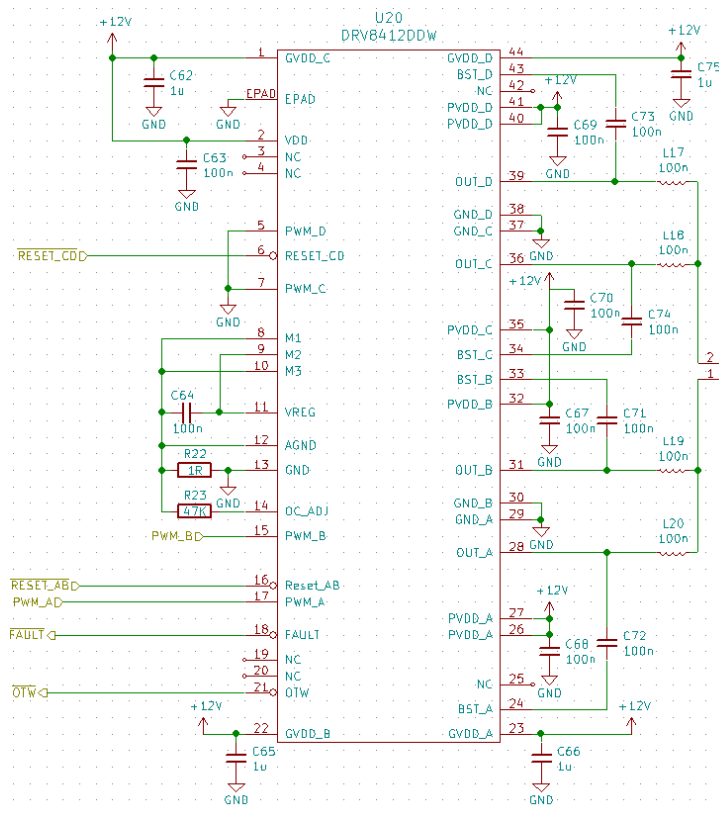 U20
DRV8412DDW
+12V
1 GVDD_C
C62
1u
GND
EPAD EPAD
GND
2 VDD
C63
100n
GND
3 NC
4 NC
5 PWM_D
RESET_CD
6 RESET_CD
7 PWM_C
GND
8 M1
9 M2
10 M3
C64
100n
11 VREG
12 AGND
R22
1R
13 GND
GND
R23
47K
14 OC_ADJ
PWM_B
15 PWM_B
RESET_AB
16 Reset_AB
PWM_A
17 PWM_A
FAULT
18 FAULT
19 NC
20 NC
OTW
21 OTW
+12V
22 GVDD_B
C65
1u
GND
GVDD_D 44
+12V
C75
1u
GND
BST_D 43
NC 42
+12V
PVDD_D 41
PVDD_D 40
C69
100n
GND
C73
100n
OUT_D 39
L17
100n
GND_D 38
GND_C 37
GND
OUT_C 36
L18
100n
+12V
C70
100n
GND
C74
100n
PVDD_C 35
BST_C 34
BST_B 33
PVDD_B 32
C67
100n
GND
C71
100n
2
1
OUT_B 31
L19
100n
GND_B 30
GND_A 29
GND
OUT_A 28
L20
100n
+12V
PVDD_A 27
PVDD_A 26
C68
100n
GND
C72
100n
NC 25
BST_A 24
GVDD_A 23
+12V
C66
1u
GND